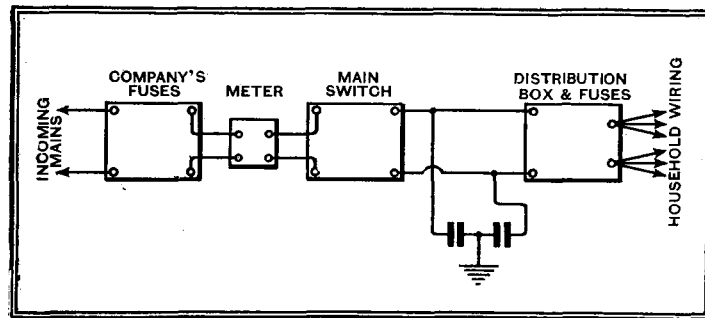 COMPANY'S
FUSES
METER
MAIN
SWITCH
DISTRIBUTION
BOX & FUSES
INCOMING
MAINS
HOUSEHOLD WIRING